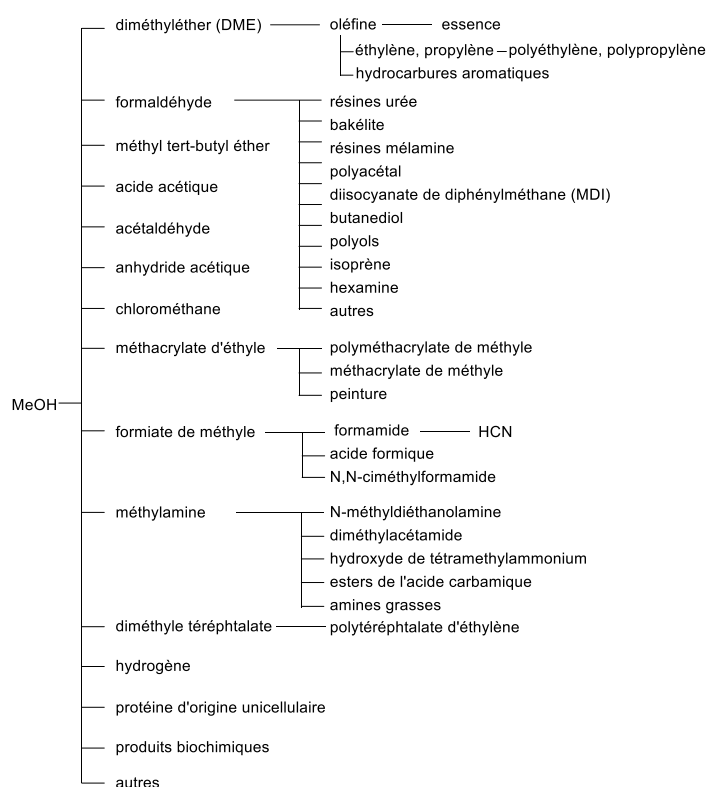 diméthyléther (DME) oléfine essence
éthylène, propylène polyéthylène, polypropylène
hydrocarbures aromatiques
formaldéhyde résines urée
bakélite
méthyl tert-butyl éther résines mélamine
polyacétal
acide acétique diisocyanate de diphénylméthane (MDI)
butanediol
acétaldéhyde polyols
anhydride acétique isoprène
hexamine
chlorométhane autres
méthacrylate d'éthyle polyméthacrylate de méthyle
méthacrylate de méthyle
peinture
MeOH
formiate de méthyle formamide HCN
acide formique
N,N-ciméthylformamide
méthylamine N-méthyldiéthanolamine
diméthylacétamide
hydroxyde de tétramethylammonium
esters de l'acide carbamique
amines grasses
diméthyle téréphtalate polytéréphtalate d'éthylène
hydrogène
protéine d'origine unicellulaire
produits biochimiques
autres